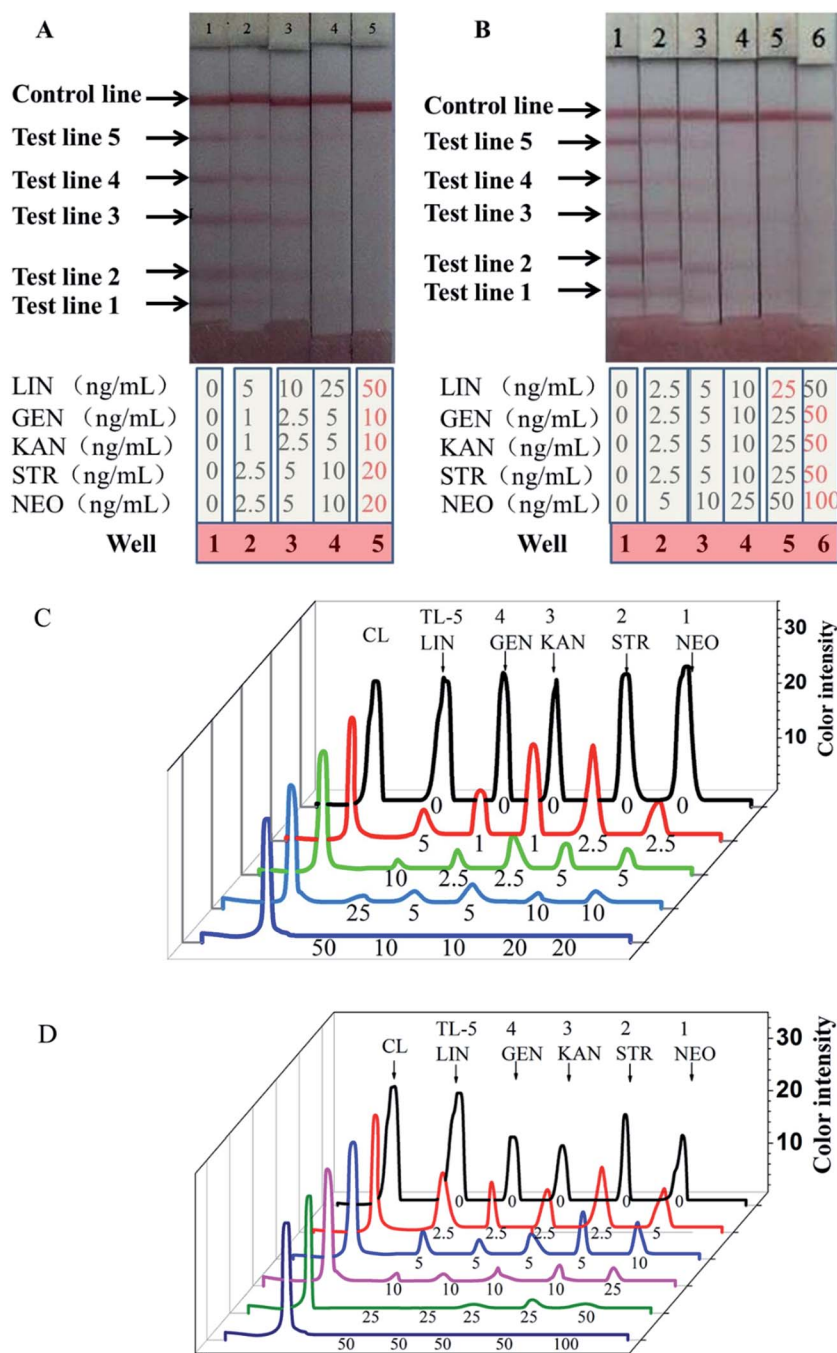 A
1 2 3 4 5
Control line
Test line 5
Test line 4
Test line 3
Test line 2
Test line 1
LIN （ng/mL） 0 5 10 25 50
GEN （ng/mL） 0 1 2.5 5 10
KAN （ng/mL） 0 1 2.5 5 10
STR （ng/mL） 0 2.5 5 10 20
NEO （ng/mL） 0 2.5 5 10 20
Well 1 2 3 4 5
B
1 2 3 4 5 6
Control line
Test line 5
Test line 4
Test line 3
Test line 2
Test line 1
LIN （ng/mL） 0 2.5 5 10 25 50
GEN （ng/mL） 0 2.5 5 10 25 50
KAN （ng/mL） 0 2.5 5 10 25 50
STR （ng/mL） 0 2.5 5 10 25 50
NEO （ng/mL） 0 5 10 25 50 100
Well 1 2 3 4 5 6
C
TL-5 4 3 2 1
CL LIN GEN KAN STR NEO
30
20
10
Color intensity
0 0 0 0 0
5 1 1 2.5 2.5
10 2.5 2.5 5 5
25 5 5 10 10
50 10 10 20 20
D
TL-5 4 3 2 1
CL LIN GEN KAN STR NEO
30
20
10
Color intensity
0 0 0 0 0
2.5 2.5 2.5 2.5 5
5 5 5 5 10
10 10 10 10 25
25 25 25 25 50
50 50 50 50 100